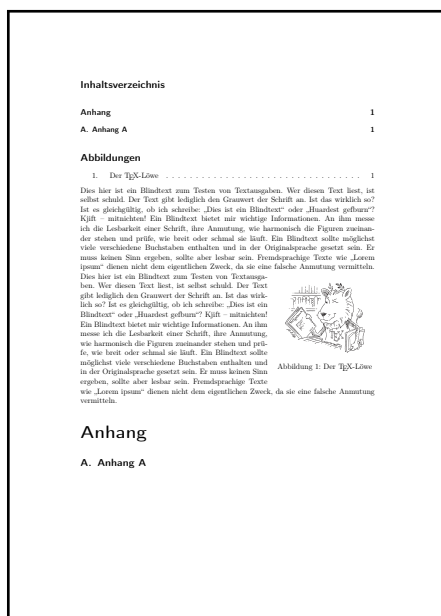 Inhaltsverzeichnis
Anhang 1
A. Anhang A 1
Abbildungen
1. Der TEX-Löwe . . . . . . . . . . . . . . . . . . . . . . . . . . . . . . . . . 1
Dies hier ist ein Blindtext zum Testen von Textausgaben. Wer diesen Text liest, ist
selbst schuld. Der Text gibt lediglich den Grauwert der Schrift an. Ist das wirklich so?
Ist es gleichgültig, ob ich schreibe: „Dies ist ein Blindtext“ oder „Huardest gefburn“?
Kjift – mitnichten! Ein Blindtext bietet mir wichtige Informationen. An ihm messe
ich die Lesbarkeit einer Schrift, ihre Anmutung, wie harmonisch die Figuren zueinan-
der stehen und prüfe, wie breit oder schmal sie läuft. Ein Blindtext sollte möglichst
viele verschiedene Buchstaben enthalten und in der Originalsprache gesetzt sein. Er
muss keinen Sinn ergeben, sollte aber lesbar sein. Fremdsprachige Texte wie „Lorem
ipsum“ dienen nicht dem eigentlichen Zweck, da sie eine falsche Anmutung vermitteln.
Dies hier ist ein Blindtext zum Testen von Textausga-
ben. Wer diesen Text liest, ist selbst schuld. Der Text
gibt lediglich den Grauwert der Schrift an. Ist das wirk-
lich so? Ist es gleichgültig, ob ich schreibe: „Dies ist ein
Blindtext“ oder „Huardest gefburn“? Kjift – mitnichten!
Ein Blindtext bietet mir wichtige Informationen. An ihm
messe ich die Lesbarkeit einer Schrift, ihre Anmutung,
wie harmonisch die Figuren zueinander stehen und prü-
fe, wie breit oder schmal sie läuft. Ein Blindtext sollte
möglichst viele verschiedene Buchstaben enthalten und
in der Originalsprache gesetzt sein. Er muss keinen Sinn
ergeben, sollte aber lesbar sein. Fremdsprachige Texte
wie „Lorem ipsum“ dienen nicht dem eigentlichen Zweck, da sie eine falsche Anmutung
vermitteln.
Abbildung 1: Der TEX-Löwe
Anhang
A. Anhang A